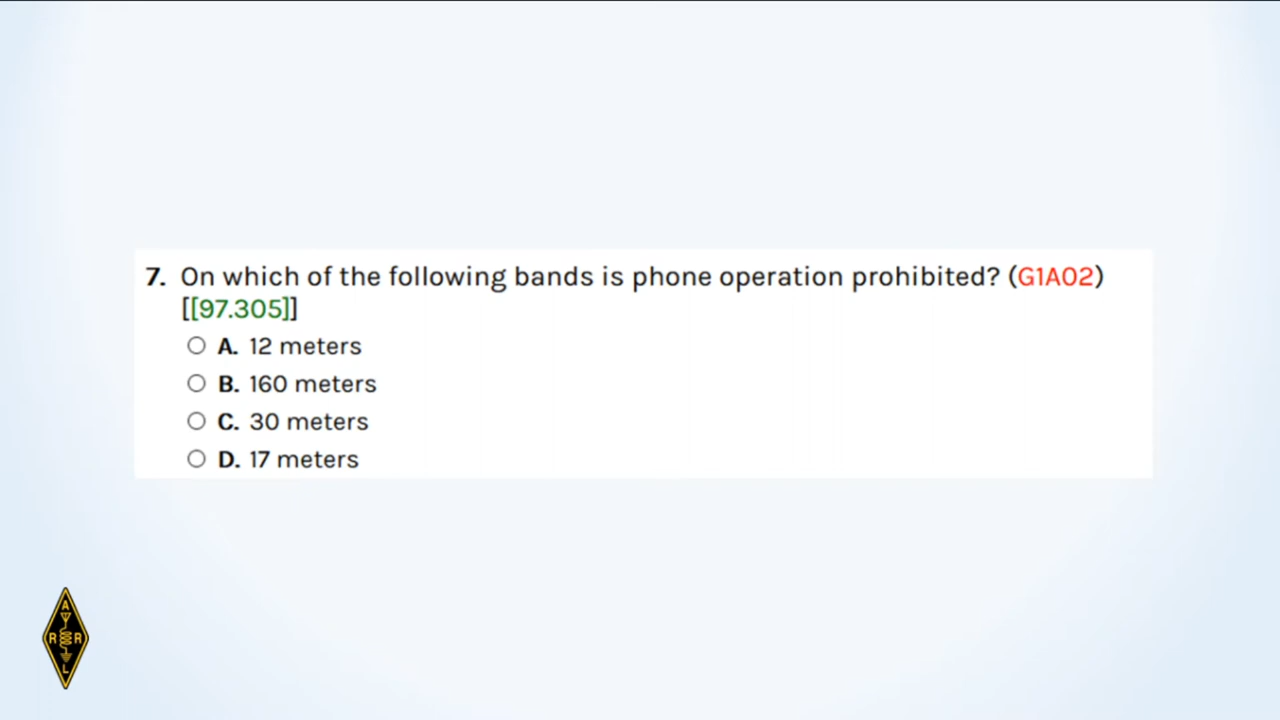 7. On which of the following bands is phone operation prohibited? (G1A02)
[[97.305]]
A. 12 meters
B. 160 meters
C. 30 meters
D. 17 meters
A
R R
L